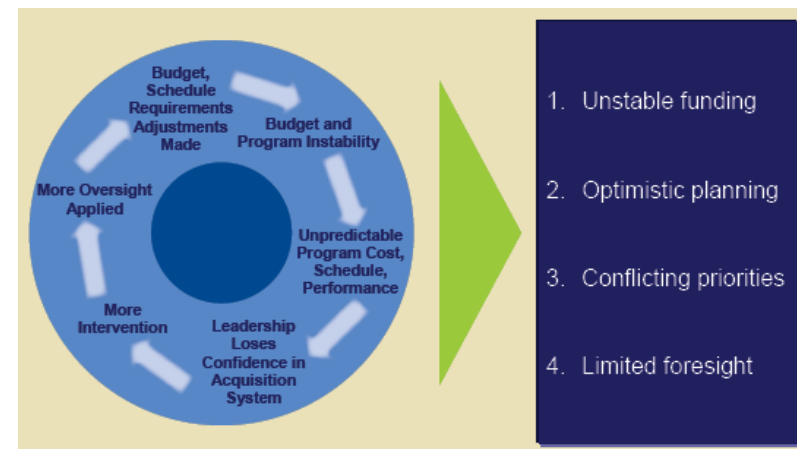 Budget,
Schedule
Requirements
Adjustments
Made
Budget and
Program Instability
Unpredictable
Program Cost,
Schedule,
Performance
Leadership
Loses
Confidence in
Acquisition
System
More
Intervention
More Oversight
Applied
1. Unstable funding
2. Optimistic planning
3. Conflicting priorities
4. Limited foresight